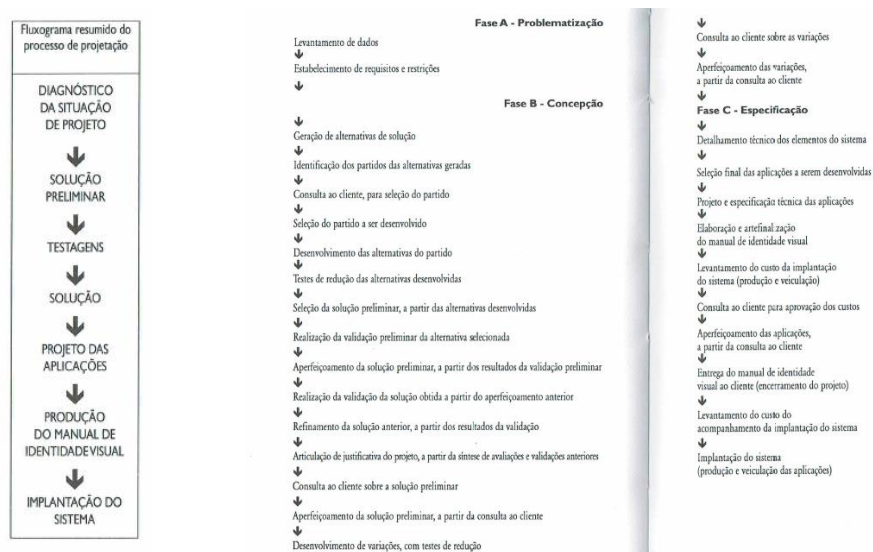 Fluxograma resumido do
processo de projetação
DIAGNÓSTICO
DA SITUAÇÃO
DE PROJETO
SOLUÇÃO
PRELIMINAR
TESTAGENS
SOLUÇÃO
PROJETO DAS
APLICAÇÕES
PRODUÇÃO
DO MANUAL DE
IDENTIDADE VISUAL
IMPLANTAÇÃO DO
SISTEMA
Fase A - Problematização
Levantamento de dados
Estabelecimento de requisitos e restrições
Fase B - Concepção
Geração de alternativas de solução
Identificação dos partidos das alternativas geradas
Consulta ao cliente, para seleção do partido
Seleção do partido a ser desenvolvido
Desenvolvimento das alternativas do partido
Testes de redução das alternativas desenvolvidas
Seleção da solução preliminar, a partir das alternativas desenvolvidas
Realização da validação preliminar da alternativa selecionada
Aperfeiçoamento da solução preliminar, a partir dos resultados da validação preliminar
Realização da validação da solução obtida a partir do aperfeiçoamento anterior
Refinamento da solução anterior, a partir dos resultados da validação
Articulação de justificativa do projeto, a partir da síntese de avaliações e validações anteriores
Consulta ao cliente sobre a solução preliminar
Aperfeiçoamento da solução preliminar, a partir da consulta ao cliente
Desenvolvimento de variações, com testes de redução
Consulta ao cliente sobre as variações
Aperfeiçoamento das variações,
a partir da consulta ao cliente
Fase C - Especificação
Detalhamento técnico dos elementos do sistema
Seleção final das aplicações a serem desenvolvidas
Projeto e especificação técnica das aplicações
Elaboração e artefinal zação
do manual de identidade visual
Levantamento do custo da implantação
do sistema (produção e veiculação)
Consulta ao cliente para aprovação dos custos
Aperfeiçoamento das aplicações,
a partir da consulta ao cliente
Entrega do manual de identidade
visual ao cliente (encerramento do projeto)
Levantamento do custo do
acompanhamento da implantação do sistema
Implantação do sistema
(produção e veiculação das aplicações)